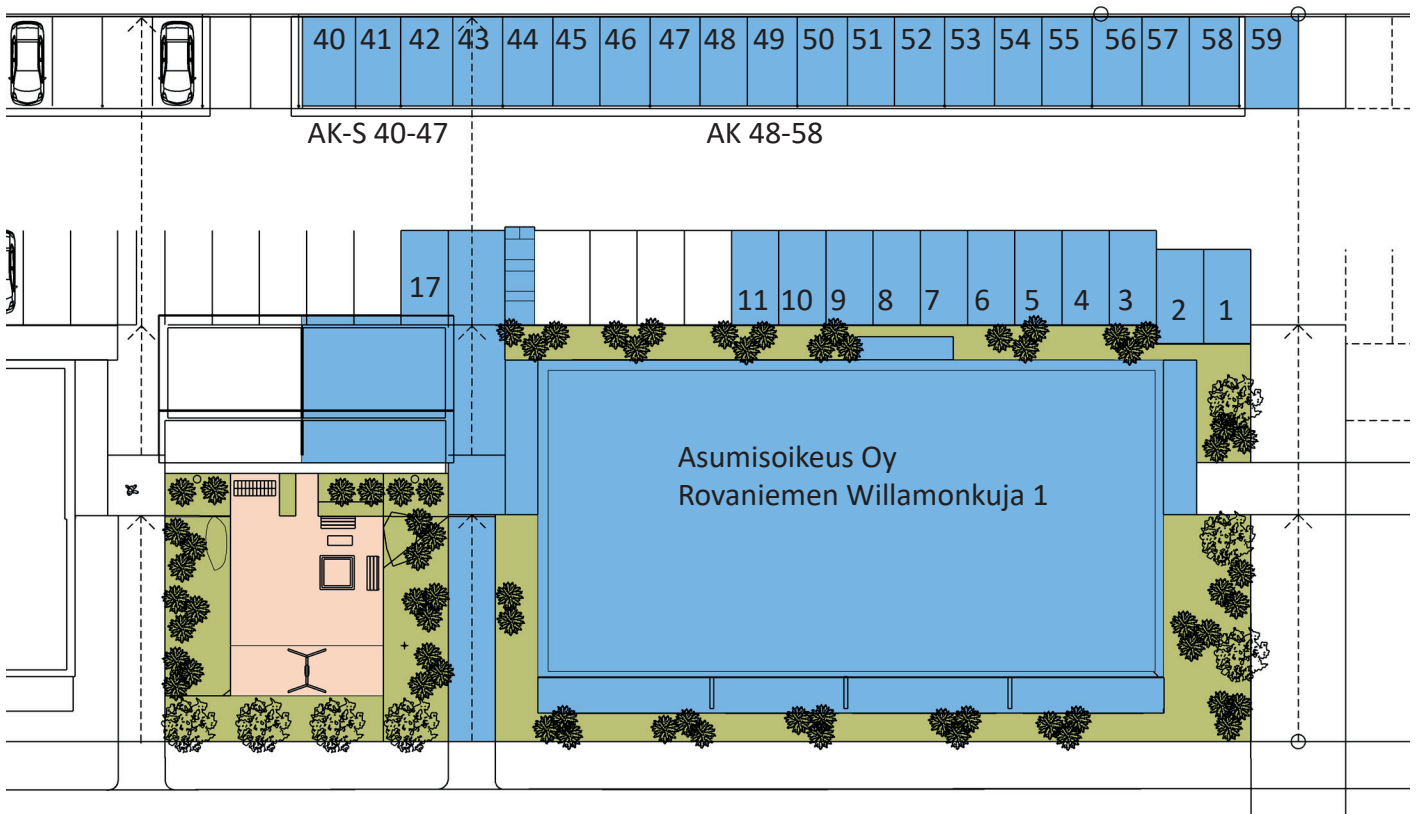 40 41 42 43 44 45 46 47 48 49 50 51 52 53 54 55 56 57 58 59
AK-S 40-47 AK 48-58
17 11 10 9 8 7 6 5 4 3 2 1
Asumisoikeus Oy
Rovaniemen Willamonkuja 1